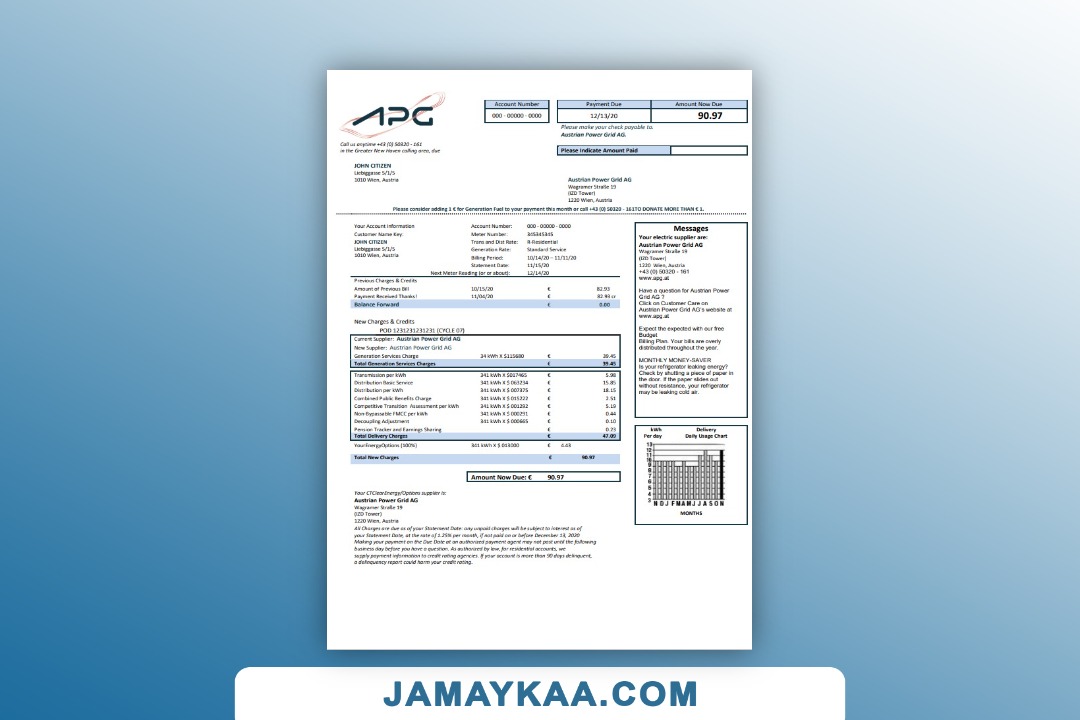 APG
Account Number
000 - 00000 - 0000
Payment Due
Amount Now Due
12/13/20
90.97
Please make your check payable to.
Austrian Power Grid AG.
Please Indicate Amount Paid
Call us anytime +43 (0) 50320 - 161
in the Greater New Haven calling area, due
JOHN CITIZEN
Liebiggasse 5/1/5
1010 Wien, Austria
Austrian Power Grid AG
Wagramer Straße 19
(IZD Tower)
1220 Wien, Austria
Please consider adding 1 € for Generation Fuel to your payment this month or call +43 (0) 50320 - 161TO DONATE MORE THAN € 1.
Your Account Information
Customer Name Key:
JOHN CITIZEN
Liebiggasse 5/1/5
1010 Wien, Austria
Account Number: 000 - 00000 - 0000
Meter Number: 345345345
Trans and Dist Rate: R-Residential
Generation Rate: Standard Service
Billing Period: 10/14/20 – 11/11/20
Statement Date: 11/15/20
Next Meter Reading (or or about): 12/14/20
Previous Charges & Credits
Amount of Previous Bill 10/15/20 € 82.93
Payment Received Thanks! 11/04/20 € 82.93 cr
Balance Forward € 0.00
New Charges & Credits
POD 1231231231231 (CYCLE 07)
Current Supplier: Austrian Power Grid AG
New Supplier: Austrian Power Grid AG
Generation Services Charge 34 kWh X $115680 € 39.45
Total Generation Services Charges € 39.45
Transmission per kWh 341 kWh X $017465 € 5.98
Distribution Basic Service 341 kWh X $ 063234 € 15.85
Distribution per kWh 341 kWh X $ 007375 € 18.15
Combined Public Benefits Charge 341 kWh X $ 015222 € 2.51
Competitive Transition Assessment per kWh 341 kWh X $ 001282 € 5.19
Non-Bypassable FMCC per kWh 341 kWh X $ 000291 € 0.44
Decoupling Adjustment 341 kWh X $ 000665 € 0.10
Pension Tracker and Earnings Sharing € 0.23
Total Delivery Charges € 47.09
YourEnergyOptions (100%) 341 kWh X $ 013000 € 4.43
Total New Charges € 90.97
Amount Now Due: € 90.97
Your CTClearEnergyOptions supplier is:
Austrian Power Grid AG
Wagramer Straße 19
(IZD Tower)
1220 Wien, Austria
All Charges are due as of your Statement Date: any unpaid charges will be subject to interest as of
your Statement Date, at the rate of 1.25% per month, if not paid on or before December 13, 2020
Making your payment on the Due Date at an authorized payment agent may not post until the following
business day before you have a question. As authorized by law, for residential accounts, we
supply payment information to credit rating agencies. If your account is more than 90 days delinquent,
a delinquency report could harm your credit rating.
Messages
Your electric supplier are:
Austrian Power Grid AG
Wagramer Straße 19
(IZD Tower)
1220 Wien, Austria
+43 (0) 50320 - 161
www.apg.at
Have a question for Austrian Power
Grid AG ?
Click on Customer Care on
Austrian Power Grid AG's website at
www.apg.at
Expect the expected with our free
Budget
Billing Plan. Your bills are overly
distributed throughout the year.
MONTHLY MONEY-SAVER
Is your refrigerator leaking energy?
Check by shutting a piece of paper in
the door. If the paper slides out
without resistance, your refrigerator
may be leaking cold air.
kWh
Per day
Delivery
Daily Usage Chart
13
12
11
10
9
8
7
6
5
4
3
N D J F M A M J J A S O N
MONTHS
JAMAYKAA.COM